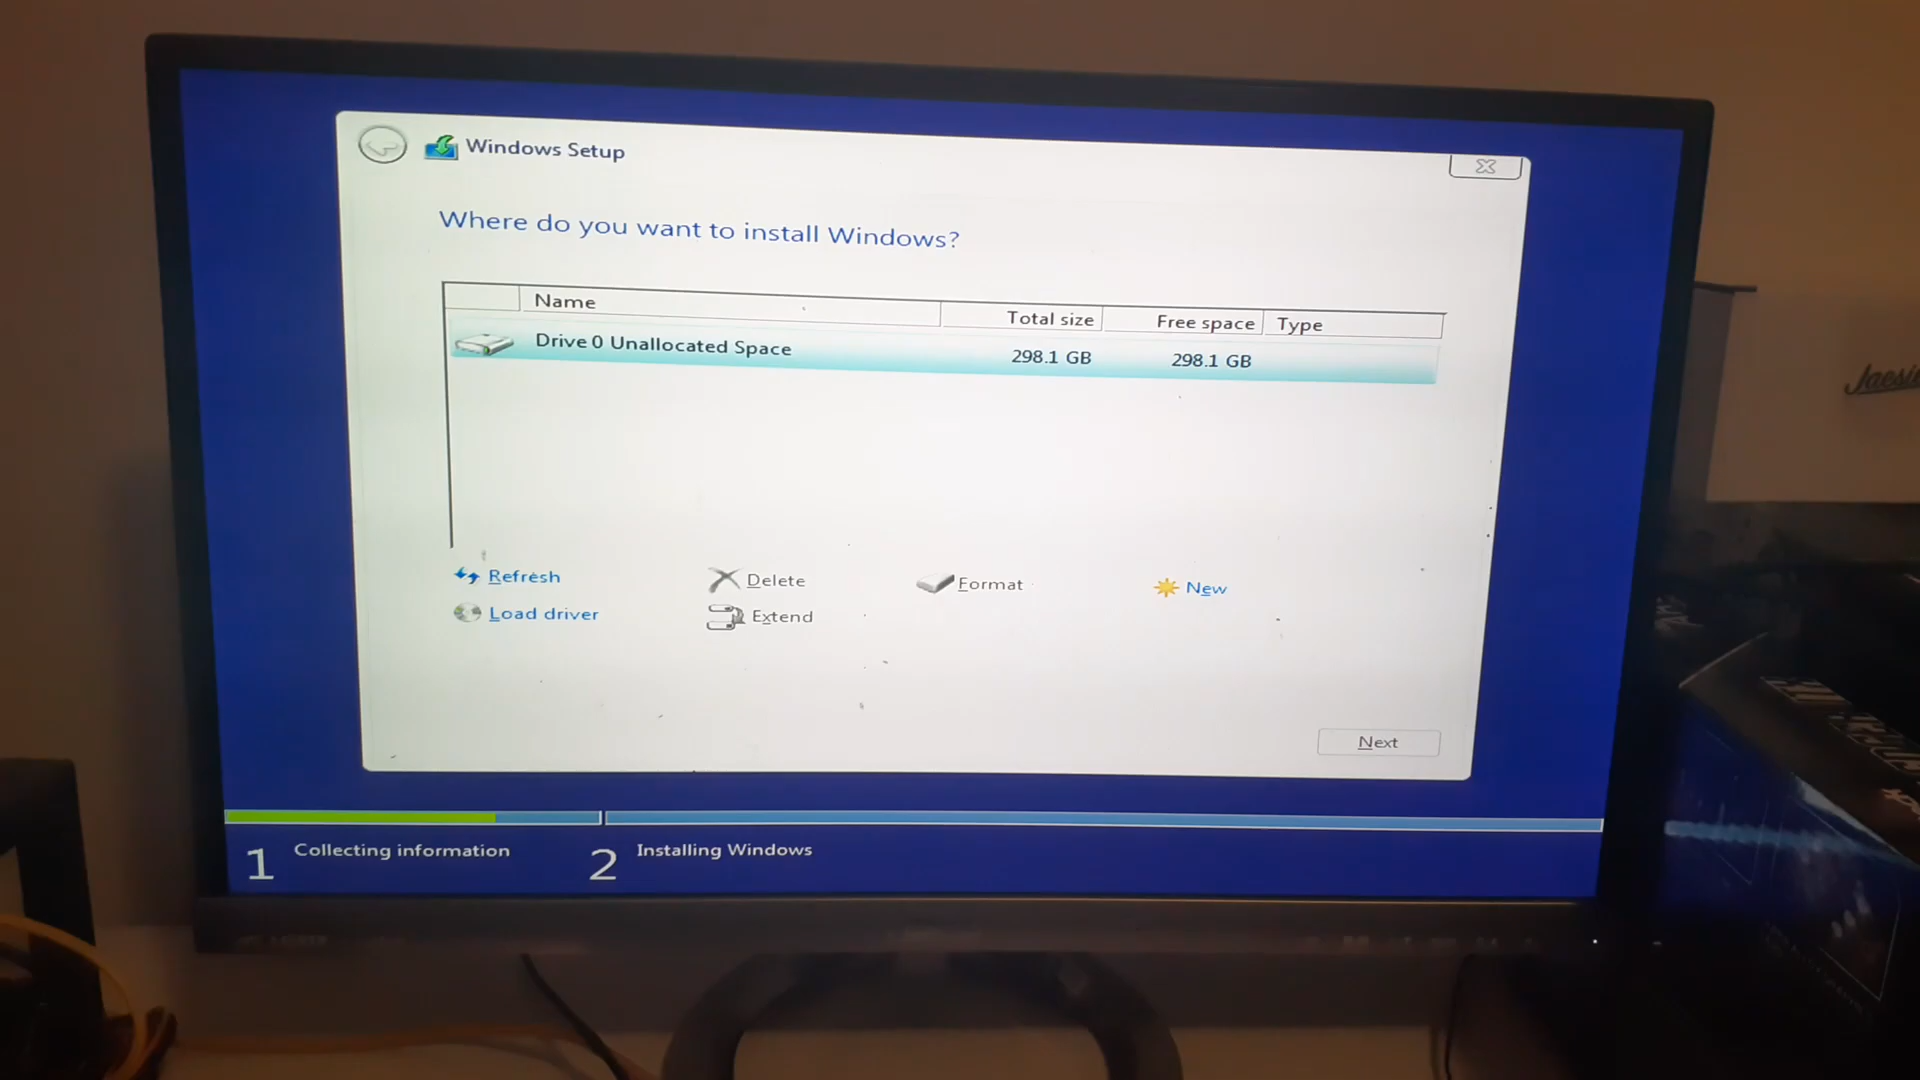 Windows Setup
Where do you want to install Windows?
Name Total size Free space Type
Drive 0 Unallocated Space 298.1 GB 298.1 GB
Refresh Delete Format New
Load driver Extend
Next
1 Collecting information 2 Installing Windows